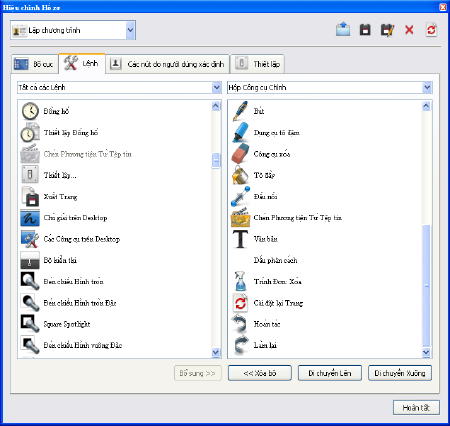 Hiệu chỉnh Hồ sơ
Lập chương trình
Bố cục
Lệnh
Các nút do người dùng xác định
Thiết lập
Tất cả các Lệnh
Hộp Công cụ Chính
Đồng hồ
Thiết lập Đồng hồ
Chèn Phương tiện Từ Tệp tin
Thiết lập...
Xuất Trang
Chú giải trên Desktop
Các Công cụ trên Desktop
Bộ kiểm thị
Đèn chiếu Hình tròn
Đèn chiếu Hình tròn Đặc
Square Spotlight
Đèn chiếu Hình vuông Đặc
Bút
Dụng cụ tô đậm
Công cụ xóa
Tô đầy
Đầu nối
Chèn Phương tiện Từ Tệp tin
Văn bản
Dấu phân cách
Trình Đơn: Xóa
Cài đặt lại Trang
Hoàn tác
Làm lại
Bổ sung >>
<< Xóa bỏ
Di chuyển Lên
Di chuyển Xuống
Hoàn tất